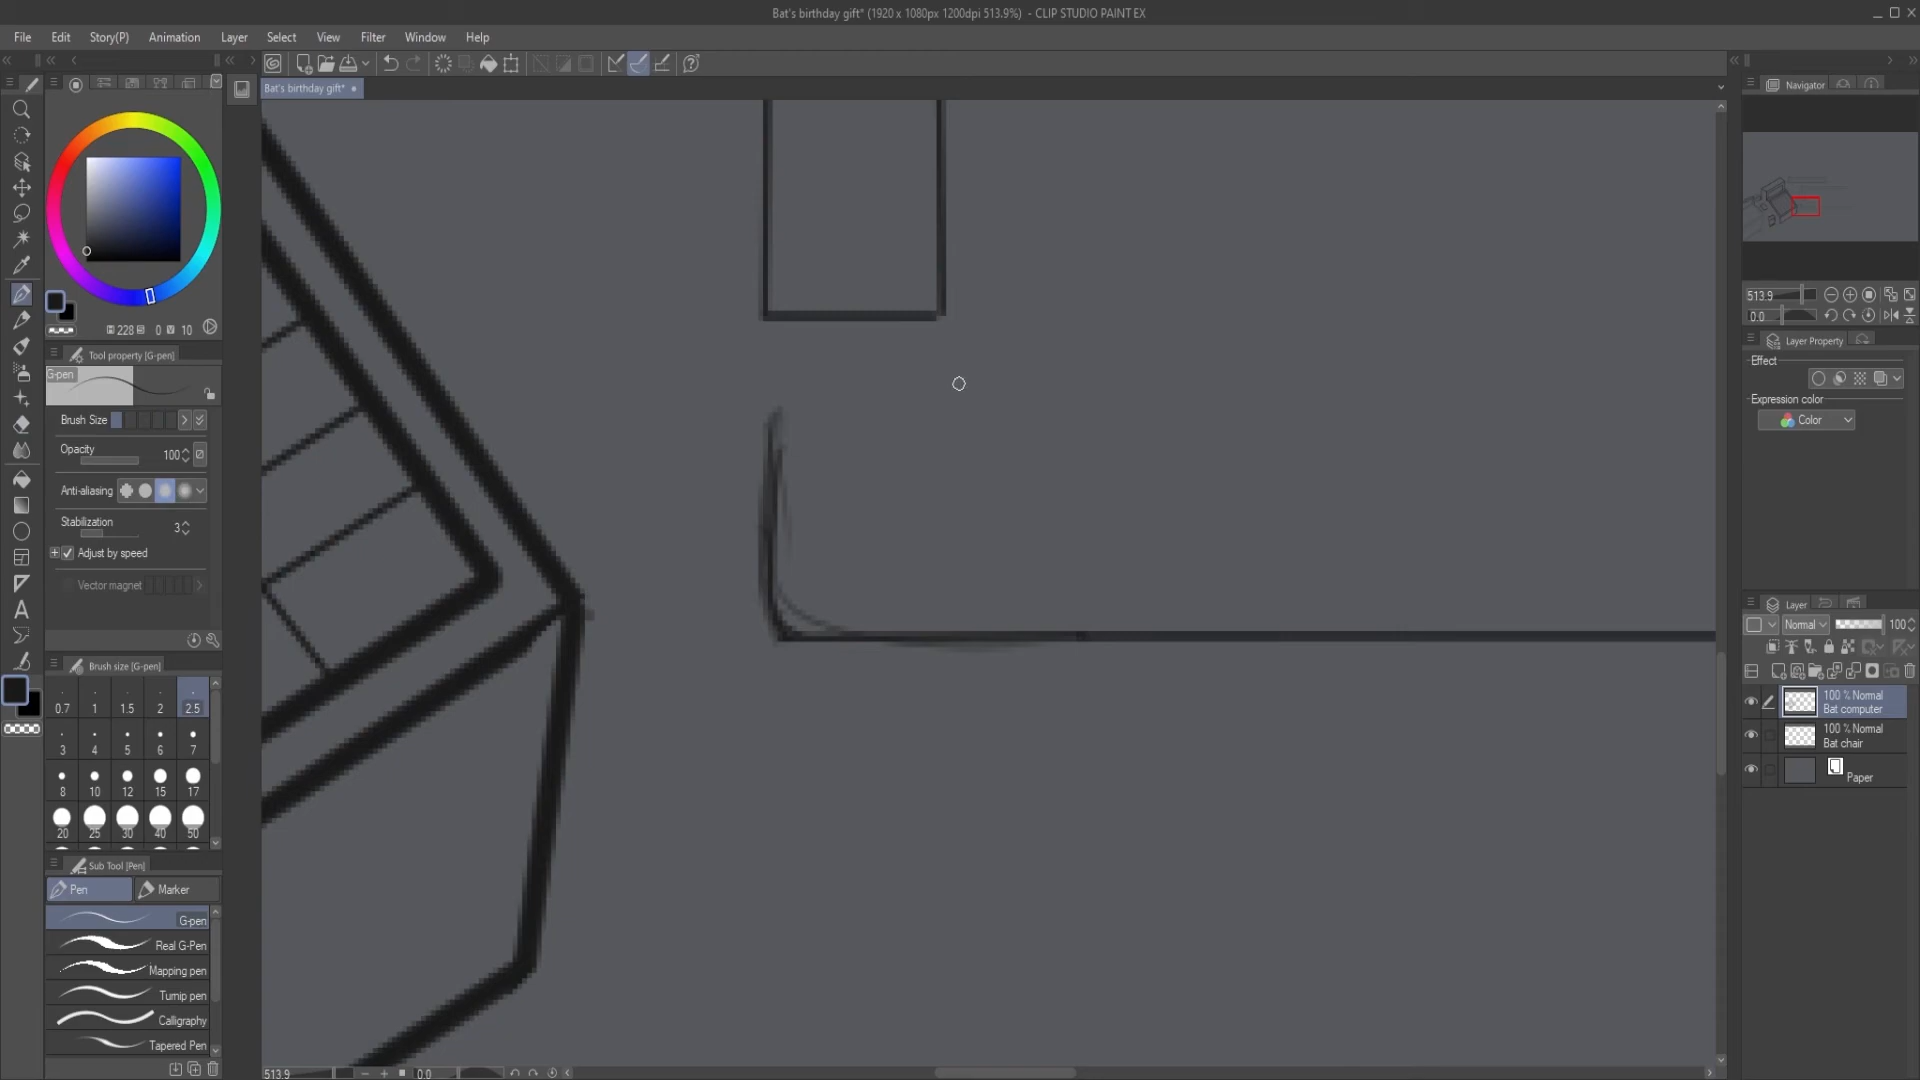 Bat's birthday gift* (1920 x 1080px 1200dpi 513.9%) - CLIP STUDIO PAINT EX
File Edit Story(P) Animation Layer Select View Filter Window Help
Bat's birthday gift*
Navigator
228 0 10
513.9
0.0
Tool property [G-pen]
G-pen
Brush Size
Opacity 100
Anti-aliasing
Stabilization 3
Adjust by speed
Vector magnet
Layer Property
Effect
Expression color
Color
Layer
Normal 100
100 % Normal
Bat computer
100 % Normal
Bat chair
Paper
Brush size [G-pen]
0.7 1 1.5 2 2.5
3 4 5 6 7
8 10 12 15 17
20 25 30 40 50
Sub Tool [Pen]
Pen Marker
G-pen
Real G-Pen
Mapping pen
Turnip pen
Calligraphy
Tapered Pen
513.9 0.0